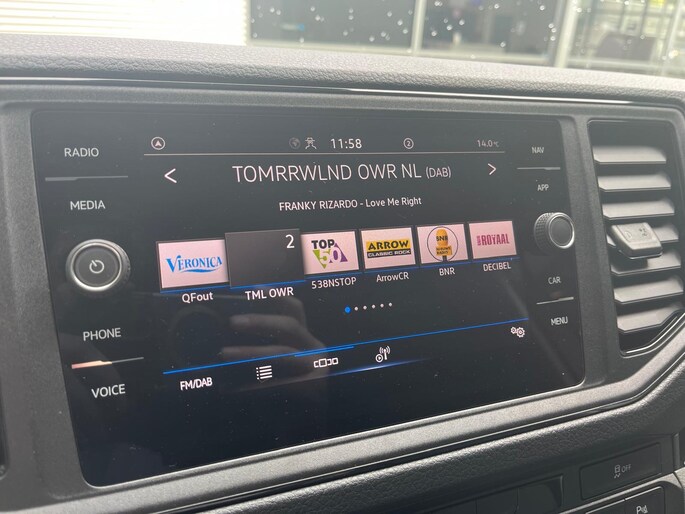 RADIO
MEDIA
PHONE
VOICE
11:58
2
14.0°C
NAV
APP
CAR
MENU
< TOMRRWLND OWR NL (DAB) >
FRANKY RIZARDO - Love Me Right
VERONICA
2
TOP
50
ARROW
CLASSIC ROCK
BNR
ROYAAL
QFout
TML OWR
538NSTOP
ArrowCR
BNR
DECIBEL
FM/DAB
OFF
P